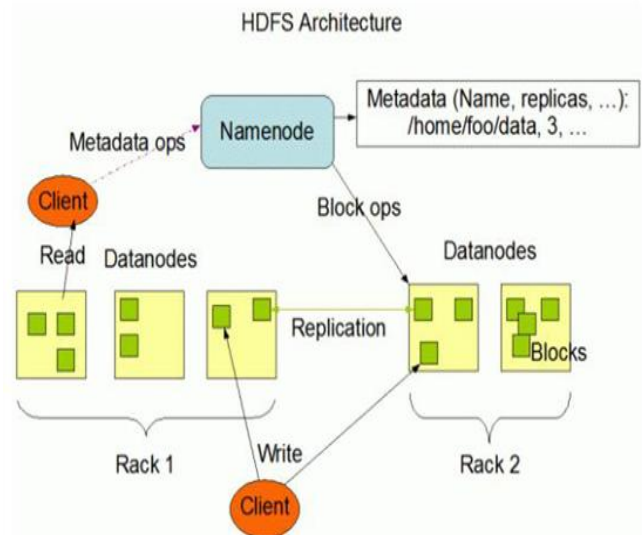 HDFS Architecture
Metadata (Name, replicas, ...):
/home/foo/data, 3, ...
Namenode
Metadata ops
Client
Block ops
Read
Datanodes
Datanodes
Replication
Blocks
Rack 1
Write
Rack 2
Client